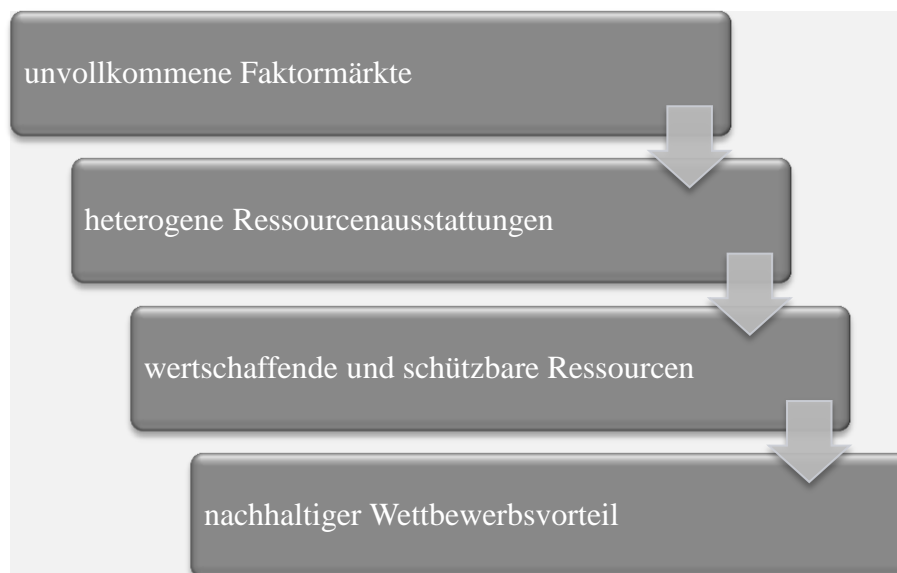 unvollkommene Faktormärkte
heterogene Ressourcenausstattungen
wertschaffende und schützbare Ressourcen
nachhaltiger Wettbewerbsvorteil